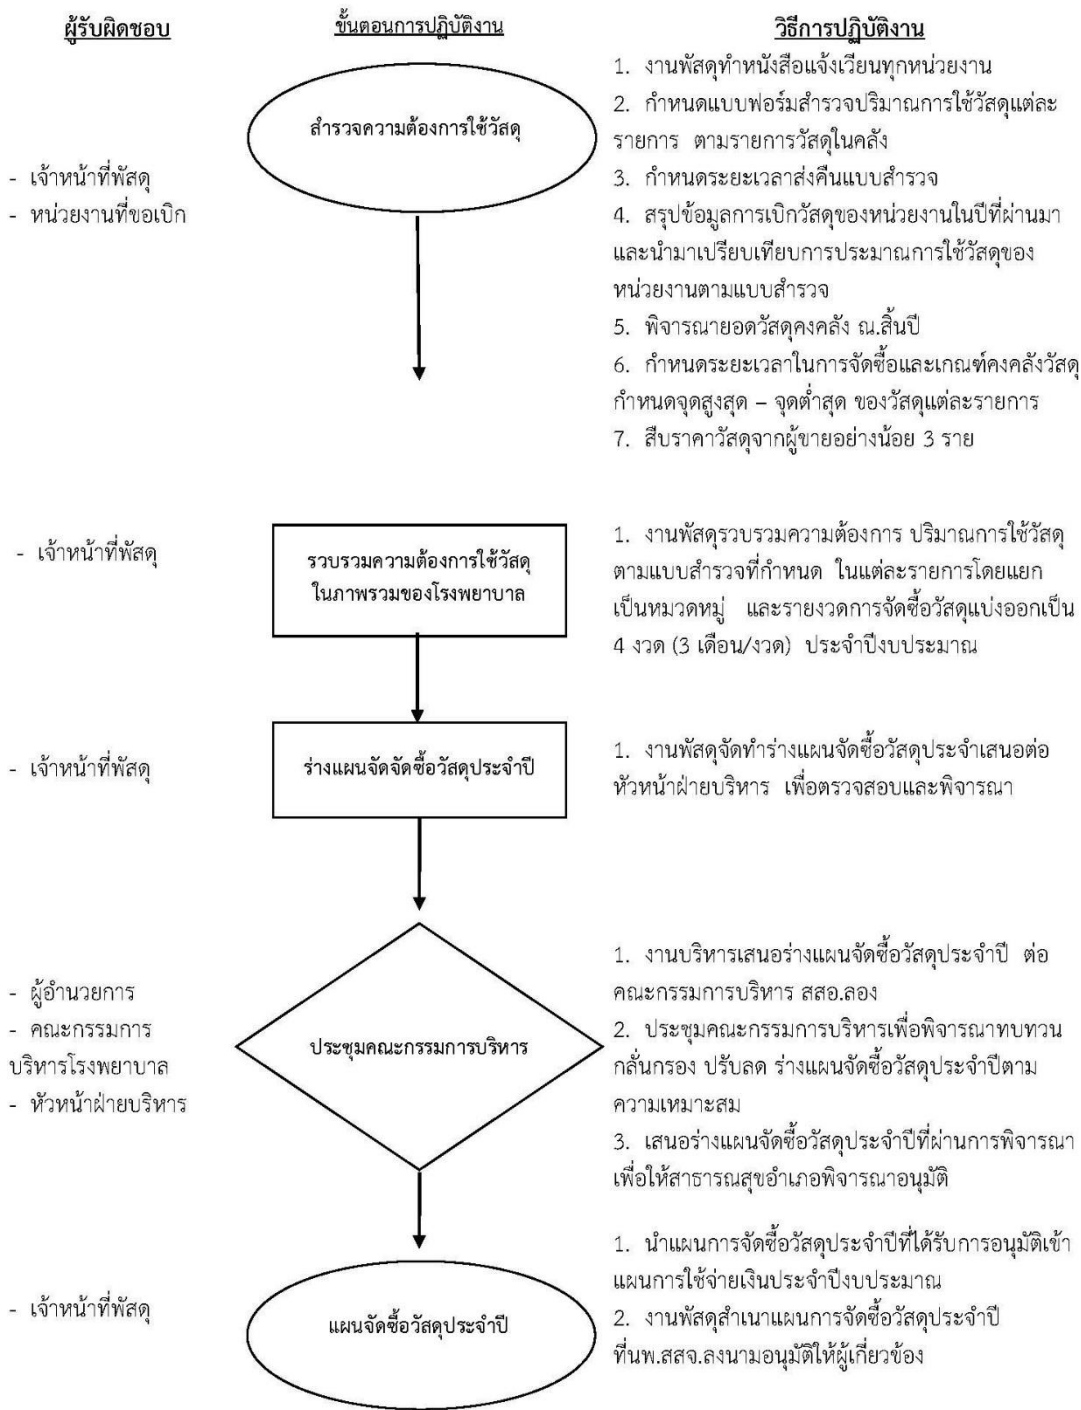 ผู้รับผิดชอบ
ขั้นตอนการปฏิบัติงาน
วิธีการปฏิบัติงาน
- เจ้าหน้าที่พัสดุ
- หน่วยงานที่ขอเบิก
สำรวจความต้องการใช้วัสดุ
1. งานพัสดุทำหนังสือแจ้งเวียนทุกหน่วยงาน
2. กำหนดแบบฟอร์มสำรวจปริมาณการใช้วัสดุแต่ละ
รายการ ตามรายการวัสดุในคลัง
3. กำหนดระยะเวลาส่งคืนแบบสำรวจ
4. สรุปข้อมูลการเบิกวัสดุของหน่วยงานในปีที่ผ่านมา
และนำมาเปรียบเทียบการประมาณการใช้วัสดุของ
หน่วยงานตามแบบสำรวจ
5. พิจารณายอดวัสดุคงคลัง ณ.สิ้นปี
6. กำหนดระยะเวลาในการจัดซื้อและเกณฑ์คงคลังวัสดุ
กำหนดจุดสูงสุด – จุดต่ำสุด ของวัสดุแต่ละรายการ
7. สืบราคาวัสดุจากผู้ขายอย่างน้อย 3 ราย
- เจ้าหน้าที่พัสดุ
รวบรวมความต้องการใช้วัสดุ
ในภาพรวมของโรงพยาบาล
1. งานพัสดุรวบรวมความต้องการ ปริมาณการใช้วัสดุ
ตามแบบสำรวจที่กำหนด ในแต่ละรายการโดยแยก
เป็นหมวดหมู่ และรายงวดการจัดซื้อวัสดุแบ่งออกเป็น
4 งวด (3 เดือน/งวด) ประจำปีงบประมาณ
- เจ้าหน้าที่พัสดุ
ร่างแผนจัดจัดซื้อวัสดุประจำปี
1. งานพัสดุจัดทำร่างแผนจัดซื้อวัสดุประจำเสนอต่อ
หัวหน้าฝ่ายบริหาร เพื่อตรวจสอบและพิจารณา
- ผู้อำนวยการ
- คณะกรรมการ
บริหารโรงพยาบาล
- หัวหน้าฝ่ายบริหาร
ประชุมคณะกรรมการบริหาร
1. งานบริหารเสนอร่างแผนจัดซื้อวัสดุประจำปี ต่อ
คณะกรรมการบริหาร สสอ.ลอง
2. ประชุมคณะกรรมการบริหารเพื่อพิจารณาทบทวน
กลั่นกรอง ปรับลด ร่างแผนจัดซื้อวัสดุประจำปีตาม
ความเหมาะสม
3. เสนอร่างแผนจัดซื้อวัสดุประจำปีที่ผ่านการพิจารณา
เพื่อให้สาธารณสุขอำเภอพิจารณาอนุมัติ
- เจ้าหน้าที่พัสดุ
แผนจัดซื้อวัสดุประจำปี
1. นำแผนการจัดซื้อวัสดุประจำปีที่ได้รับการอนุมัติเข้า
แผนการใช้จ่ายเงินประจำปีงบประมาณ
2. งานพัสดุสำเนาแผนการจัดซื้อวัสดุประจำปี
ที่นพ.สสจ.ลงนามอนุมัติให้ผู้เกี่ยวข้อง